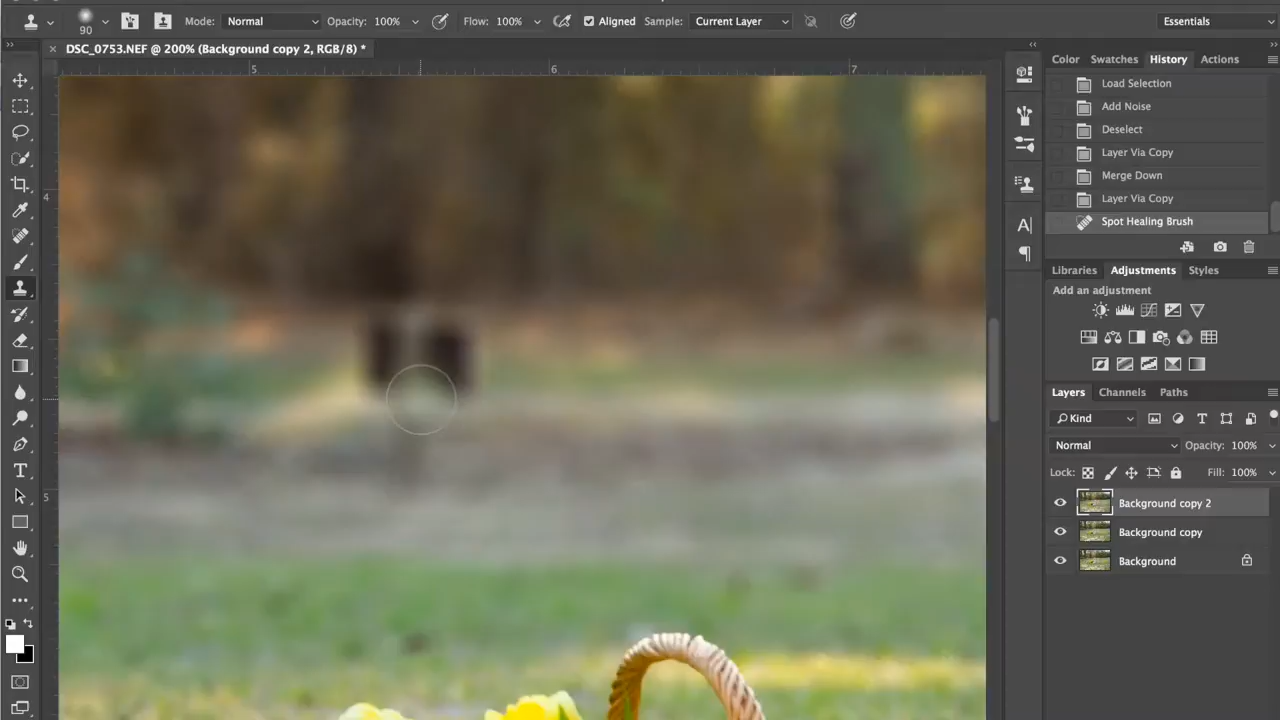 90
Mode: Normal Opacity: 100% Flow: 100% Aligned Sample: Current Layer Essentials
DSC_0753.NEF @ 200% (Background copy 2, RGB/8) *
5 6 7
4
5
Color Swatches History Actions
Load Selection
Add Noise
Deselect
Layer Via Copy
Merge Down
Layer Via Copy
Spot Healing Brush
Libraries Adjustments Styles
Add an adjustment
Layers Channels Paths
Kind
Normal Opacity: 100%
Lock: Fill: 100%
Background copy 2
Background copy
Background